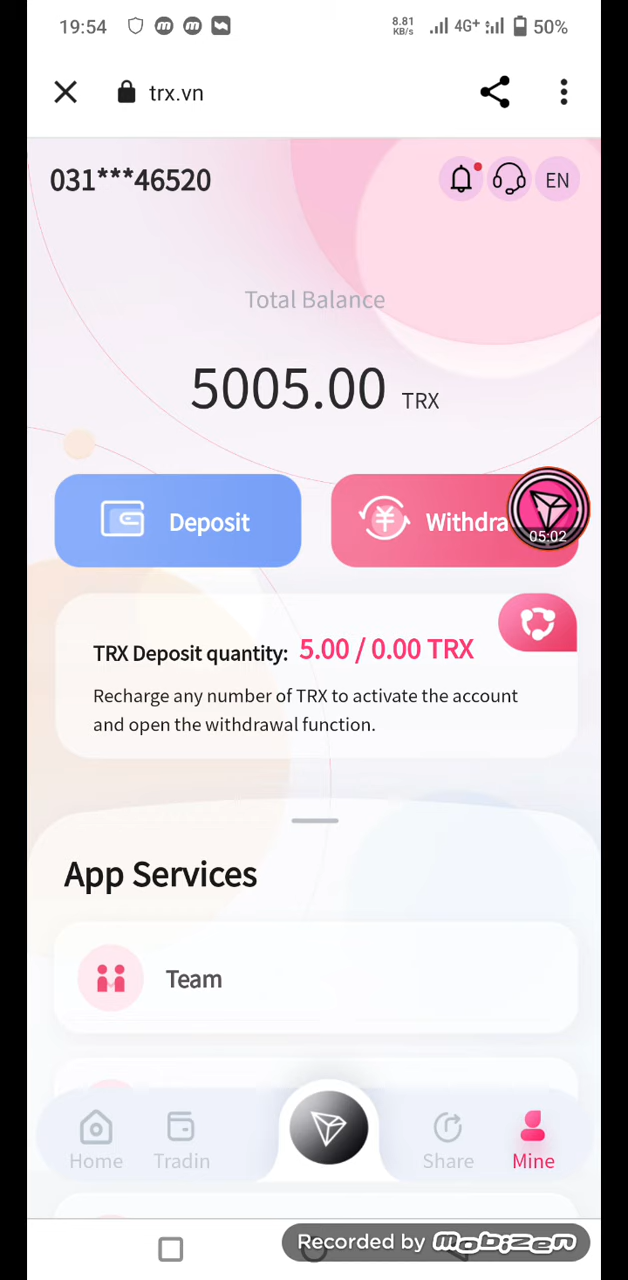 19:54
8.81
KB/s
4G+
50%
trx.vn
031***46520
EN
Total Balance
5005.00 TRX
Deposit
Withdra
05:02
TRX Deposit quantity: 5.00 / 0.00 TRX
Recharge any number of TRX to activate the account
and open the withdrawal function.
App Services
Team
Home
Tradin
Share
Mine
Recorded by Mobizen